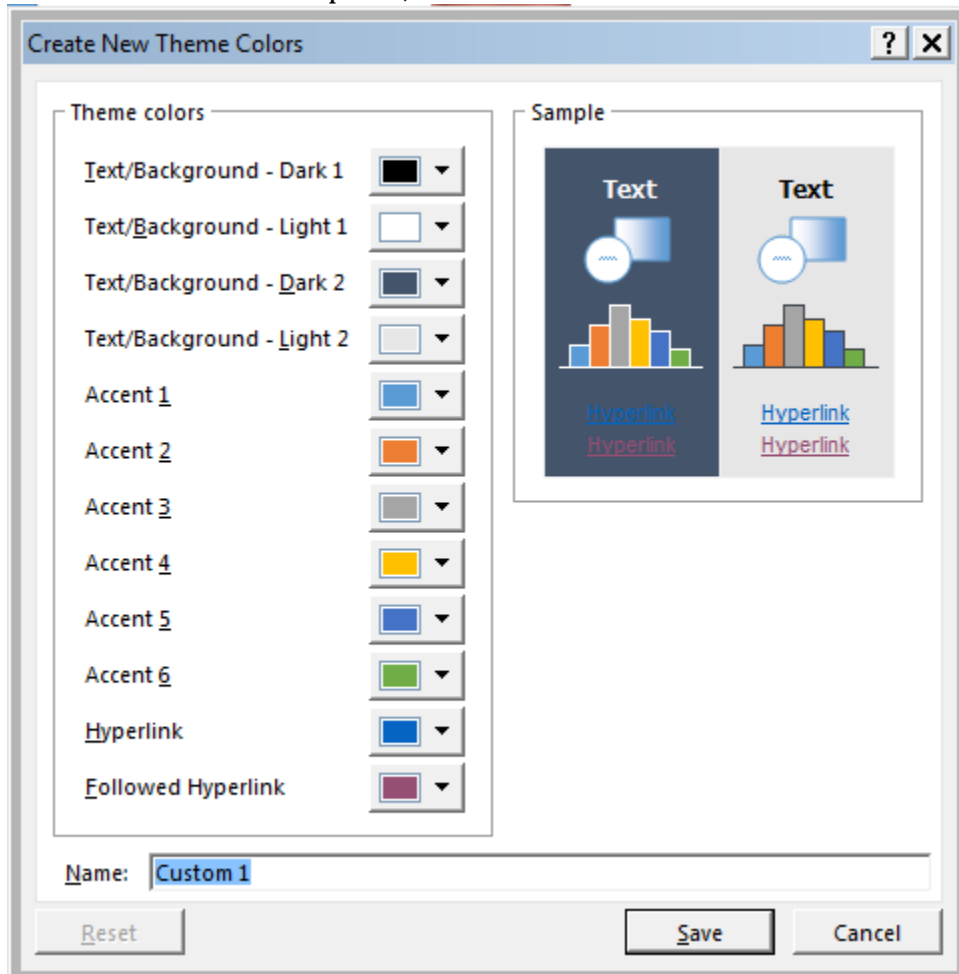 Create New Theme Colors
Theme colors
Text/Background - Dark 1
Text/Background - Light 1
Text/Background - Dark 2
Text/Background - Light 2
Accent 1
Accent 2
Accent 3
Accent 4
Accent 5
Accent 6
Hyperlink
Followed Hyperlink
Sample
Text Text
Hyperlink Hyperlink
Hyperlink Hyperlink
Name: Custom 1
Reset Save Cancel